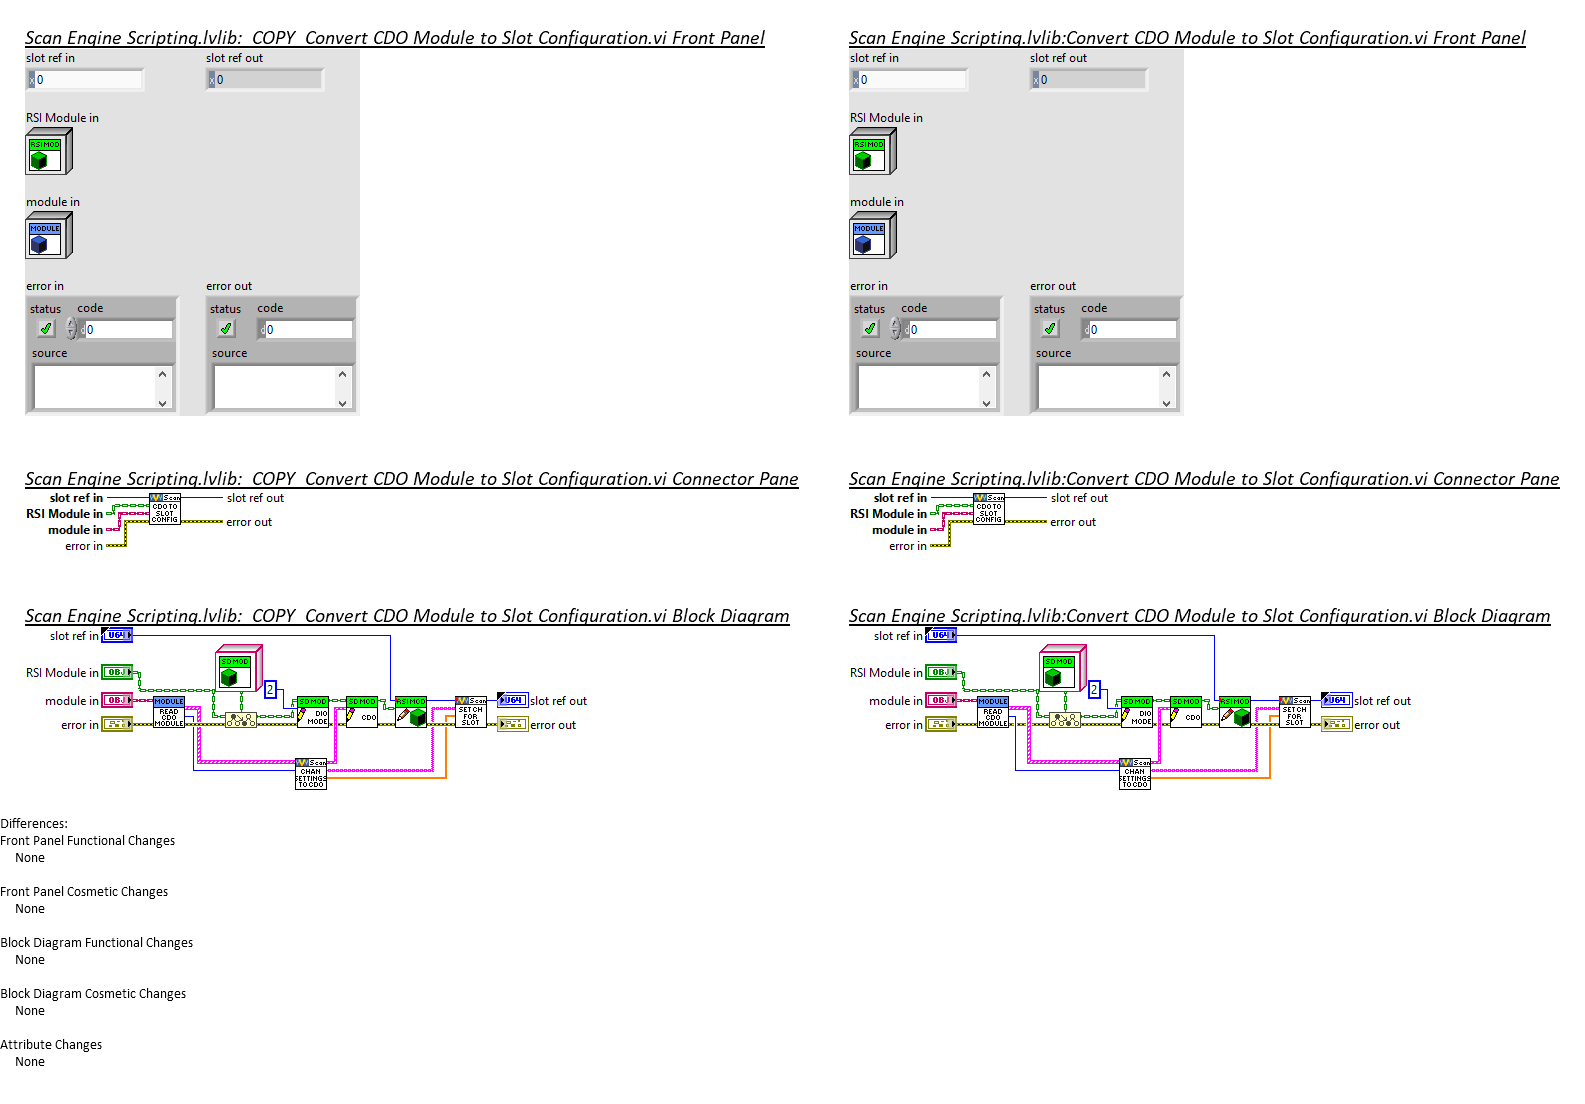 Scan Engine Scripting.lvlib:  COPY  Convert CDO Module to Slot Configuration.vi Front Panel
slot ref in
slot ref out
x 0
x 0
RSI Module in
RSI MOD
module in
MODULE
error in
error out
status
code
status
code
d 0
d 0
source
source
Scan Engine Scripting.lvlib:Convert CDO Module to Slot Configuration.vi Front Panel
slot ref in
slot ref out
x 0
x 0
RSI Module in
RSI MOD
module in
MODULE
error in
error out
status
code
status
code
d 0
d 0
source
source
Scan Engine Scripting.lvlib:  COPY  Convert CDO Module to Slot Configuration.vi Connector Pane
slot ref in
RSI Module in
module in
error in
Scan
CDO TO
SLOT
CONFIG
slot ref out
error out
Scan Engine Scripting.lvlib:Convert CDO Module to Slot Configuration.vi Connector Pane
slot ref in
RSI Module in
module in
error in
Scan
CDO TO
SLOT
CONFIG
slot ref out
error out
Scan Engine Scripting.lvlib:  COPY  Convert CDO Module to Slot Configuration.vi Block Diagram
slot ref in
U64
RSI Module in
OBJ
module in
OBJ
error in
MODULE
READ
CDO
MODULE
SD MOD
2
SD MOD
DIO
MODE
SD MOD
CDO
RSI MOD
Scan
SET CH
FOR
SLOT
U64
slot ref out
error out
Scan
CHAN
SETTINGS
TO CDO
Scan Engine Scripting.lvlib:Convert CDO Module to Slot Configuration.vi Block Diagram
slot ref in
U64
RSI Module in
OBJ
module in
OBJ
error in
MODULE
READ
CDO
MODULE
SD MOD
2
SD MOD
DIO
MODE
SD MOD
CDO
RSI MOD
Scan
SET CH
FOR
SLOT
U64
slot ref out
error out
Scan
CHAN
SETTINGS
TO CDO
Differences:
Front Panel Functional Changes
None
Front Panel Cosmetic Changes
None
Block Diagram Functional Changes
None
Block Diagram Cosmetic Changes
None
Attribute Changes
None